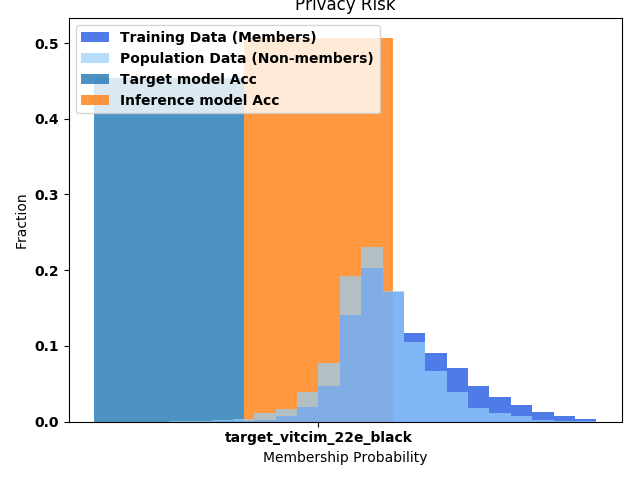 Privacy Risk
Training Data (Members)
Population Data (Non-members)
Target model Acc
Inference model Acc
0.5
0.4
0.3
0.2
0.1
0.0
Fraction
target_vitcim_22e_black
Membership Probability